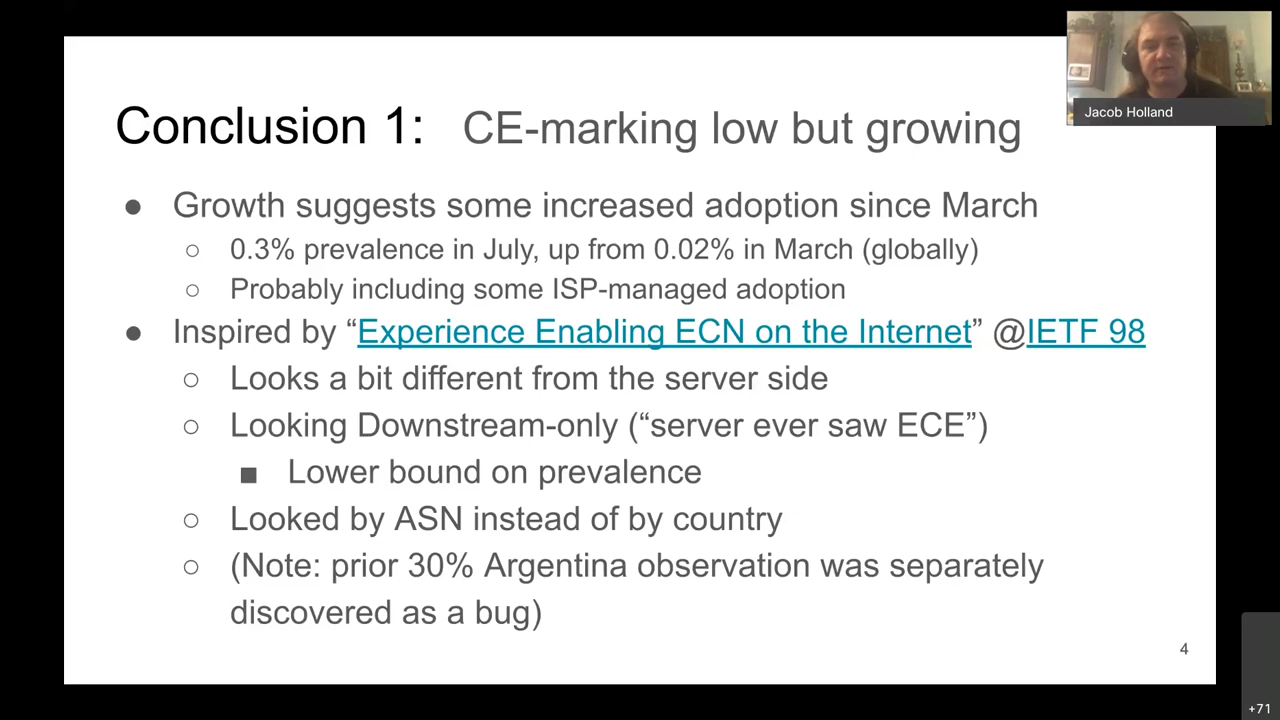 Conclusion 1: CE-marking low but growing
Jacob Holland
● Growth suggests some increased adoption since March
○ 0.3% prevalence in July, up from 0.02% in March (globally)
○ Probably including some ISP-managed adoption
● Inspired by “Experience Enabling ECN on the Internet” @IETF 98
○ Looks a bit different from the server side
○ Looking Downstream-only (“server ever saw ECE”)
■ Lower bound on prevalence
○ Looked by ASN instead of by country
○ (Note: prior 30% Argentina observation was separately
discovered as a bug)
4
+71